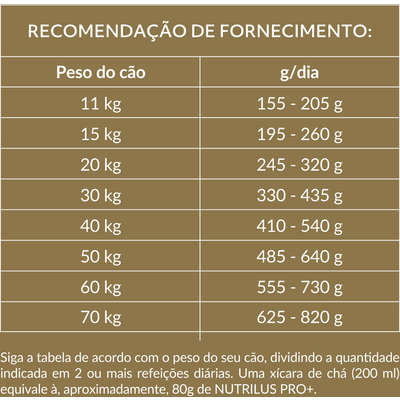 RECOMENDAÇÃO DE FORNECIMENTO:
Peso do cão g/dia
11 kg 155 - 205 g
15 kg 195 - 260 g
20 kg 245 - 320 g
30 kg 330 - 435 g
40 kg 410 - 540 g
50 kg 485 - 640 g
60 kg 555 - 730 g
70 kg 625 - 820 g
Siga a tabela de acordo com o peso do seu cão, dividindo a quantidade
indicada em 2 ou mais refeições diárias. Uma xícara de chá (200 ml)
equivale à, aproximadamente, 80g de NUTRILUS PRO+.